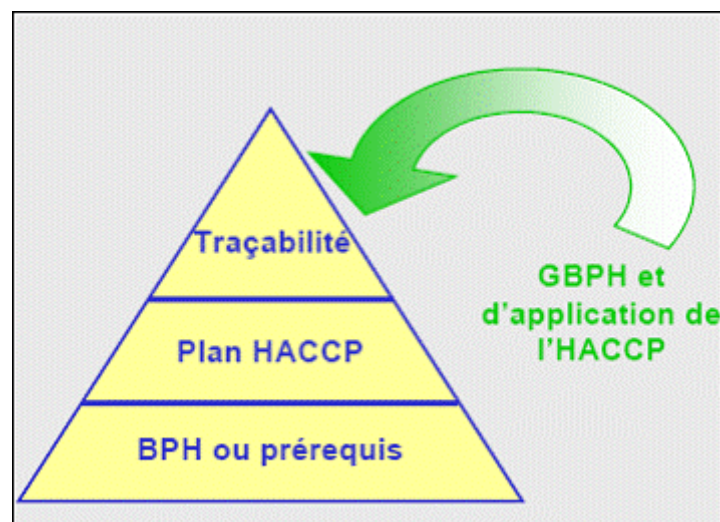 Traçabilité
Plan HACCP
BPH ou prérequis
GBPH et
d'application de
l'HACCP